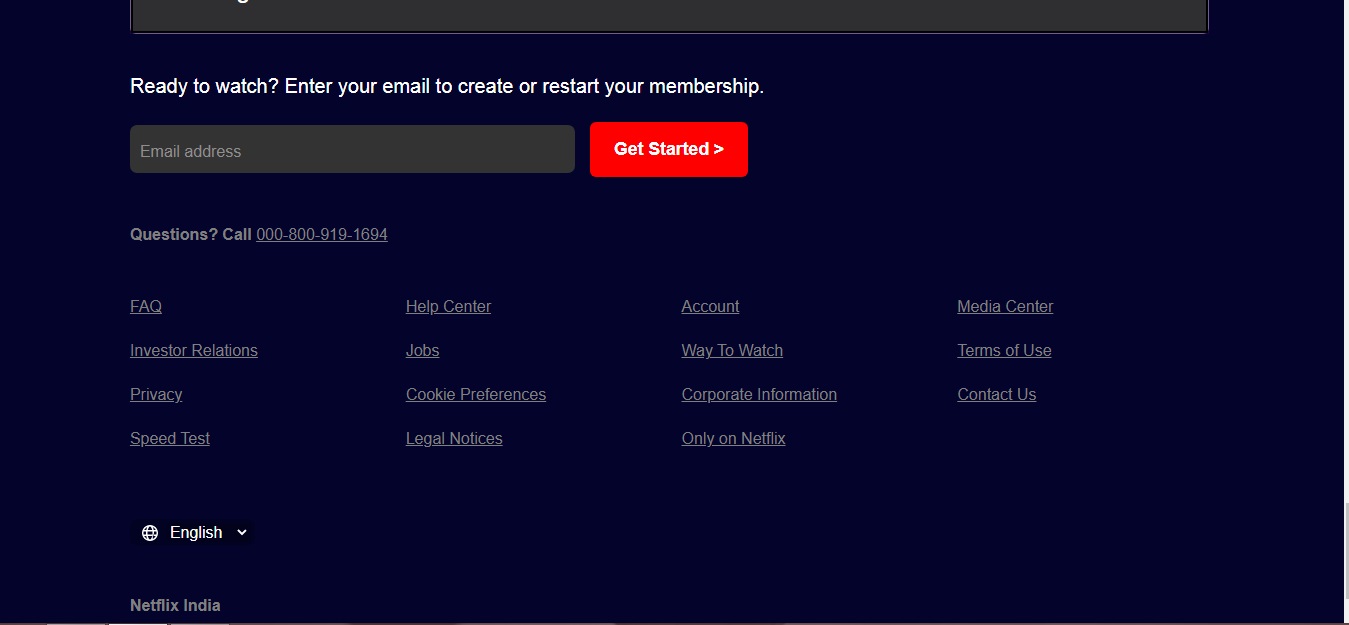 Ready to watch? Enter your email to create or restart your membership.
Email address
Get Started >
Questions? Call 000-800-919-1694
FAQ Help Center Account Media Center
Investor Relations Jobs Way To Watch Terms of Use
Privacy Cookie Preferences Corporate Information Contact Us
Speed Test Legal Notices Only on Netflix
English
Netflix India